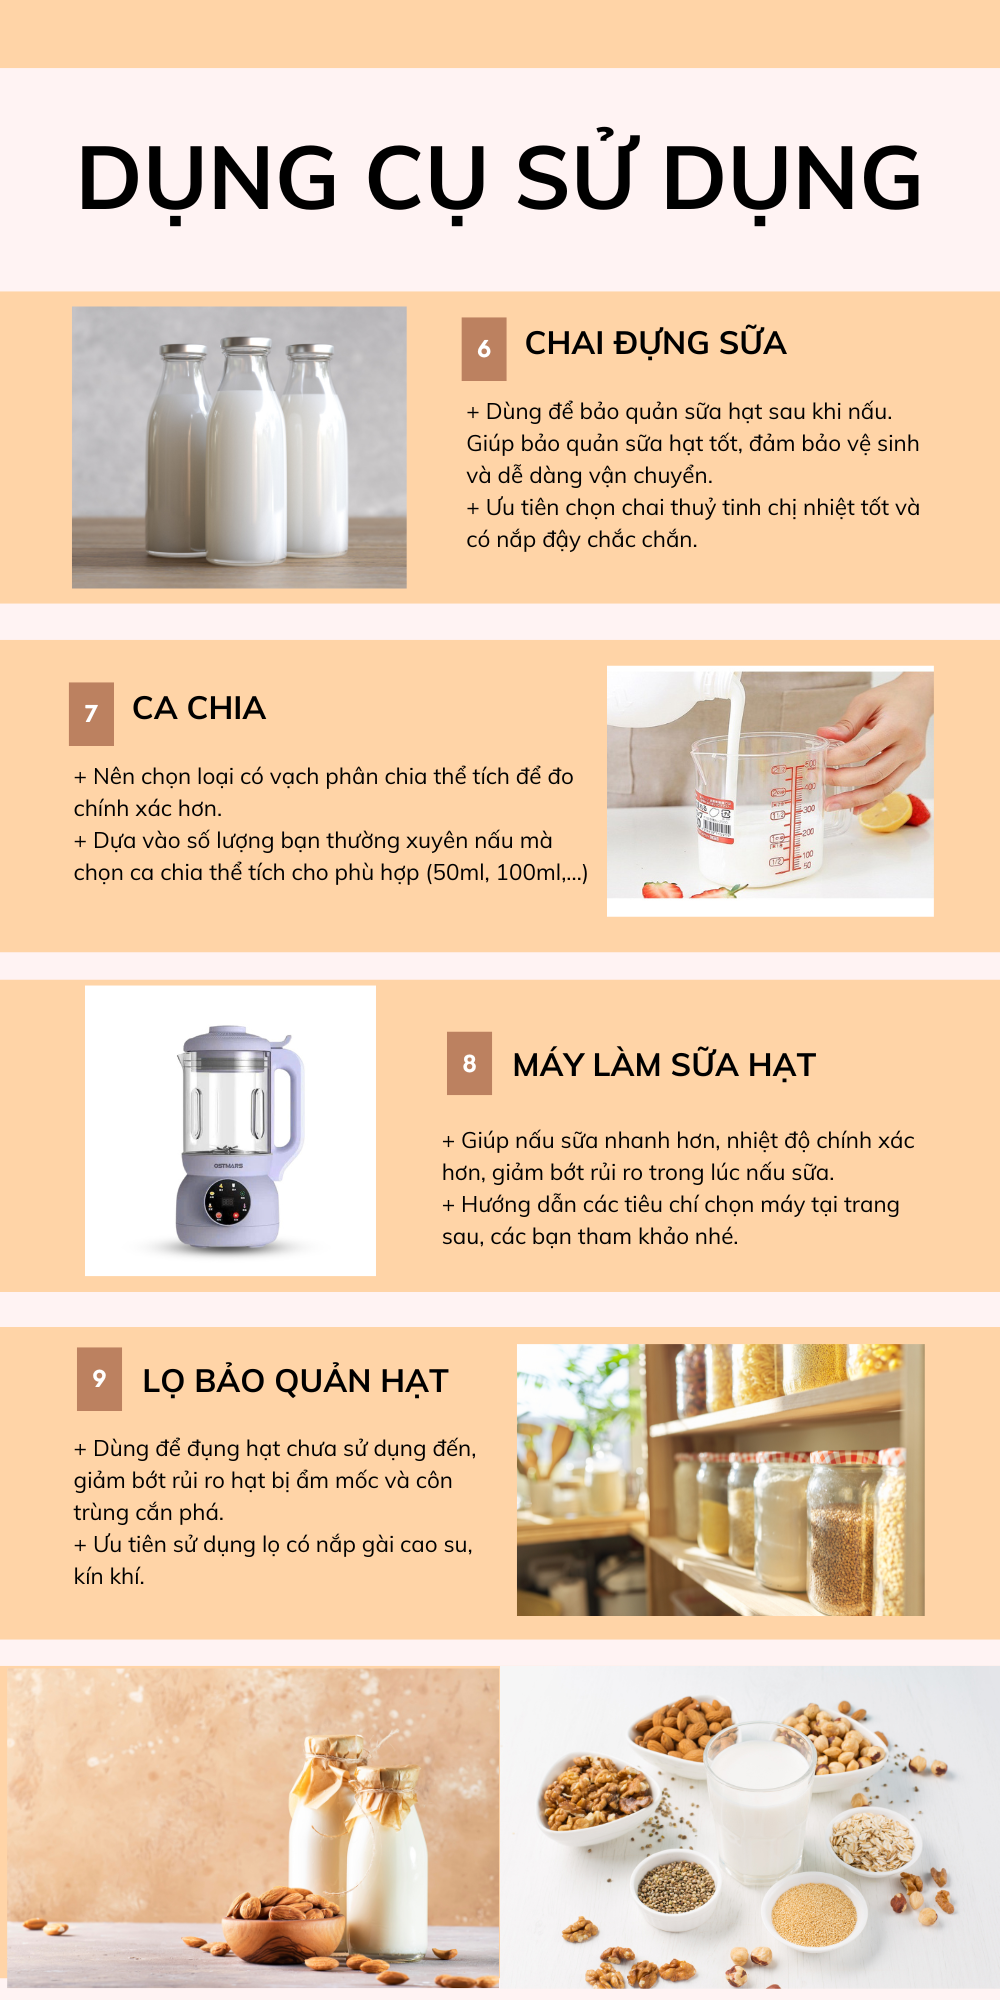 DỤNG CỤ SỬ DỤNG
6
CHAI ĐỰNG SỮA
+ Dùng để bảo quản sữa hạt sau khi nấu.
Giúp bảo quản sữa hạt tốt, đảm bảo vệ sinh
và dễ dàng vận chuyển.
+ Ưu tiên chọn chai thuỷ tinh chị nhiệt tốt và
có nắp đậy chắc chắn.
7
CA CHIA
+ Nên chọn loại có vạch phân chia thể tích để đo
chính xác hơn.
+ Dựa vào số lượng bạn thường xuyên nấu mà
chọn ca chia thể tích cho phù hợp (50ml, 100ml,...)
500
400
300
200
100
50
8
MÁY LÀM SỮA HẠT
+ Giúp nấu sữa nhanh hơn, nhiệt độ chính xác
hơn, giảm bớt rủi ro trong lúc nấu sữa.
+ Hướng dẫn các tiêu chí chọn máy tại trang
sau, các bạn tham khảo nhé.
OSTMARS
9
LỌ BẢO QUẢN HẠT
+ Dùng để đụng hạt chưa sử dụng đến,
giảm bớt rủi ro hạt bị ẩm mốc và côn
trùng cắn phá.
+ Ưu tiên sử dụng lọ có nắp gài cao su,
kín khí.